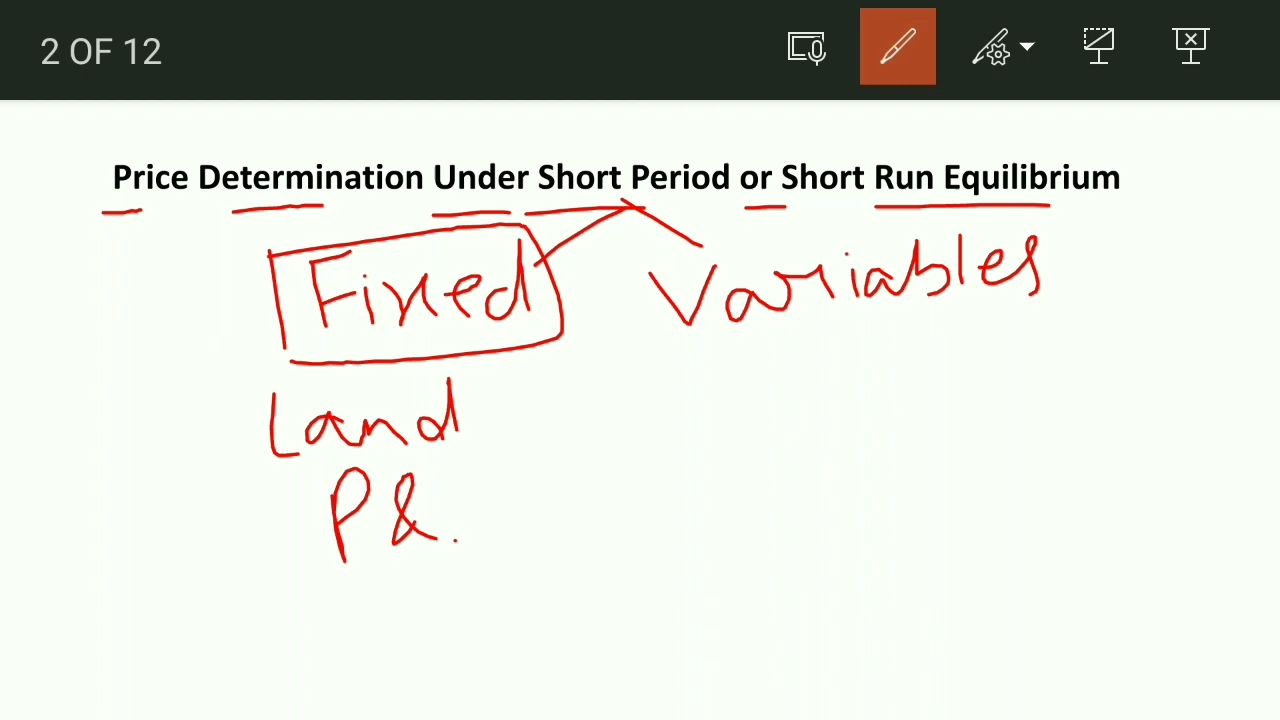 2 OF 12
Price Determination Under Short Period or Short Run Equilibrium
Fixed Variables
Land
P &.